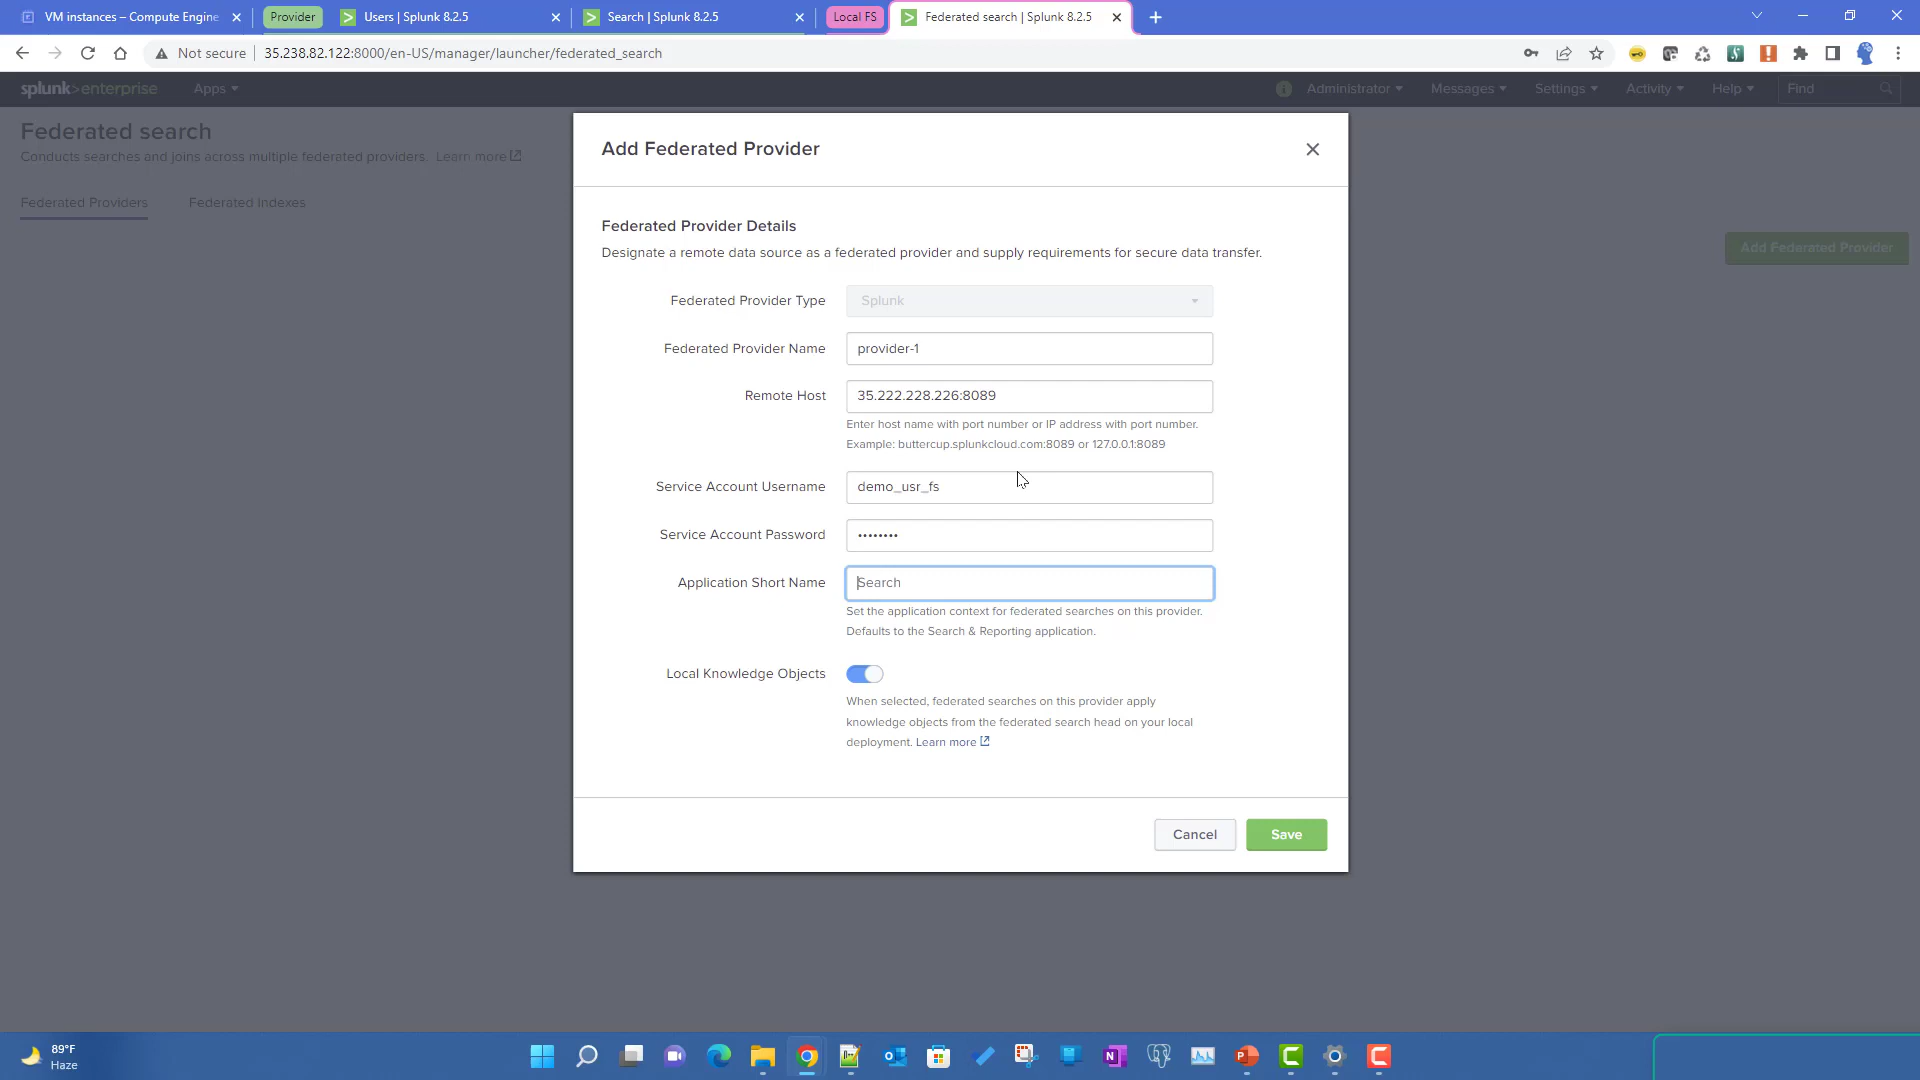 VM instances – Compute Engine
Provider
Users | Splunk 8.2.5
Search | Splunk 8.2.5
Local FS
Federated search | Splunk 8.2.5
Not secure
35.238.82.122:8000/en-US/manager/launcher/federated_search
splunk>enterprise
Apps
Administrator
Messages
Settings
Activity
Help
Find
Federated search
Conducts searches and joins across multiple federated providers. Learn more
Federated Providers
Federated Indexes
Add Federated Provider
Add Federated Provider
Federated Provider Details
Designate a remote data source as a federated provider and supply requirements for secure data transfer.
Federated Provider Type
Splunk
Federated Provider Name
provider-1
Remote Host
35.222.228.226:8089
Enter host name with port number or IP address with port number.
Example: buttercup.splunkcloud.com:8089 or 127.0.0.1:8089
Service Account Username
demo_usr_fs
Service Account Password
••••••••
Application Short Name
Search
Set the application context for federated searches on this provider.
Defaults to the Search & Reporting application.
Local Knowledge Objects
When selected, federated searches on this provider apply
knowledge objects from the federated search head on your local
deployment. Learn more
Cancel
Save
89°F
Haze